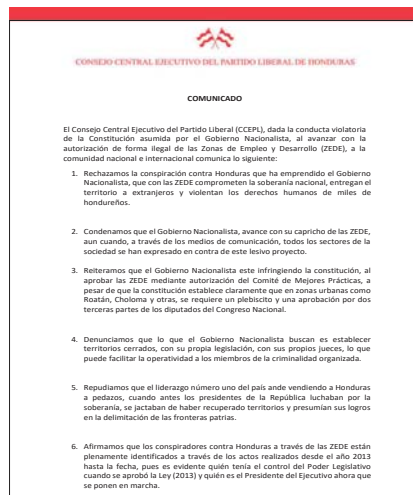 CONSEJO CENTRAL EJECUTIVO DEL PARTIDO LIBERAL DE HONDURAS
COMUNICADO
El Consejo Central Ejecutivo del Partido Liberal (CCEPL), dada la conducta violatoria
de la Constitución asumida por el Gobierno Nacionalista, al avanzar con la
autorización de forma ilegal de las Zonas de Empleo y Desarrollo (ZEDE), a la
comunidad nacional e internacional comunica lo siguiente:
1. Rechazamos la conspiración contra Honduras que ha emprendido el Gobierno
Nacionalista, que con las ZEDE comprometen la soberanía nacional, entregan el
territorio a extranjeros y violentan los derechos humanos de miles de
hondureños.
2. Condenamos que el Gobierno Nacionalista, avance con su capricho de las ZEDE,
aun cuando, a través de los medios de comunicación, todos los sectores de la
sociedad se han expresado en contra de este lesivo proyecto.
3. Reiteramos que el Gobierno Nacionalista este infringiendo la constitución, al
aprobar las ZEDE mediante autorización del Comité de Mejores Prácticas, a
pesar de que la constitución establece claramente que en zonas urbanas como
Roatán, Choloma y otras, se requiere un plebiscito y una aprobación por dos
terceras partes de los diputados del Congreso Nacional.
4. Denunciamos que lo que el Gobierno Nacionalista buscan es establecer
territorios cerrados, con su propia legislación, con sus propios jueces, lo que
puede facilitar la operatividad a los miembros de la criminalidad organizada.
5. Repudiamos que el liderazgo número uno del país ande vendiendo a Honduras
a pedazos, cuando antes los presidentes de la República luchaban por la
soberanía, se jactaban de haber recuperado territorios y presumían sus logros
en la delimitación de las fronteras patrias.
6. Afirmamos que los conspiradores contra Honduras a través de las ZEDE están
plenamente identificados a través de los actos realizados desde el año 2013
hasta la fecha, pues es evidente quién tenía el control del Poder Legislativo
cuando se aprobó la Ley (2013) y quién es el Presidente del Ejecutivo ahora que
se ponen en marcha.